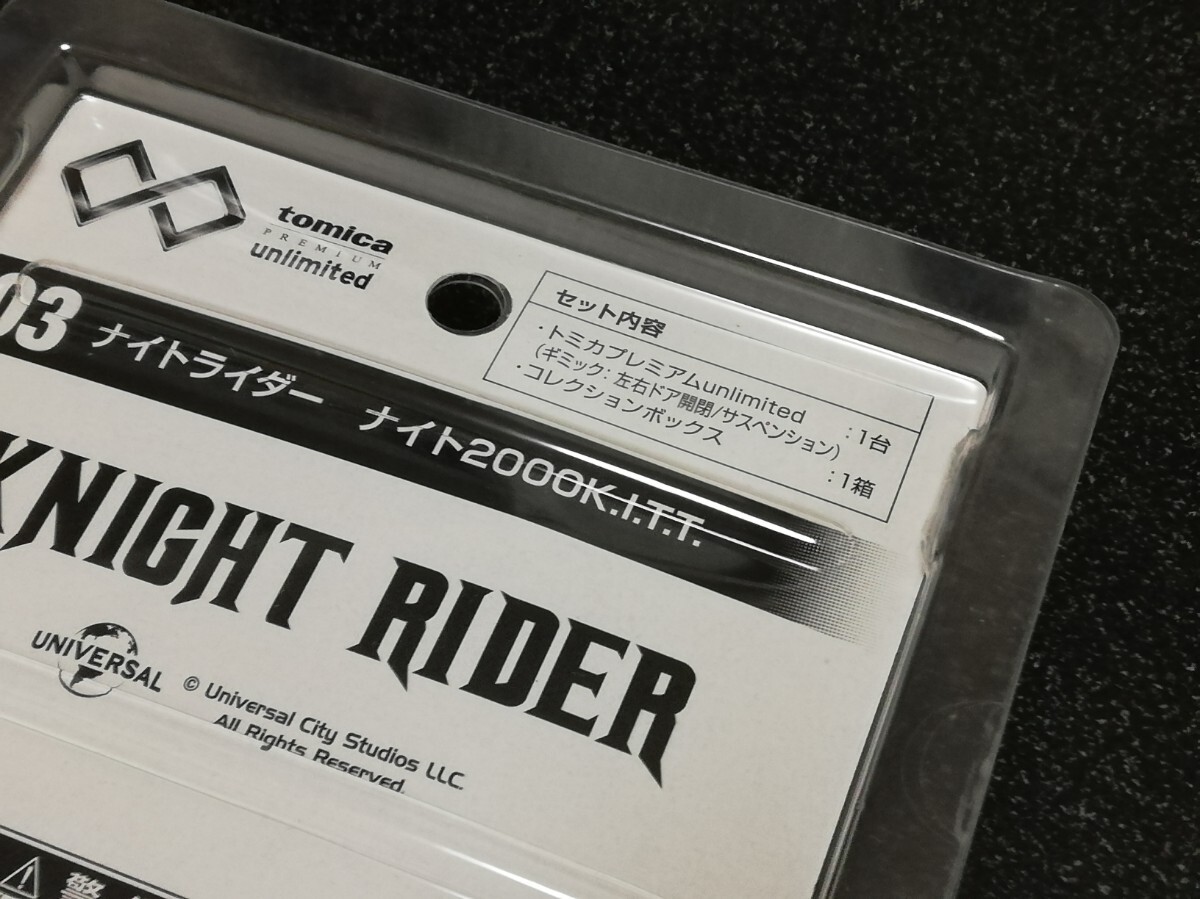 tomica
PREMIUM
unlimited
セット内容
・トミカプレミアムunlimited :1台
(ギミック:左右ドア開閉/サスペンション)
・コレクションボックス :1箱
03 ナイトライダー ナイト2000K.I.T.T.
KNIGHT RIDER
UNIVERSAL
© Universal City Studios LLC.
All Rights Reserved.
警